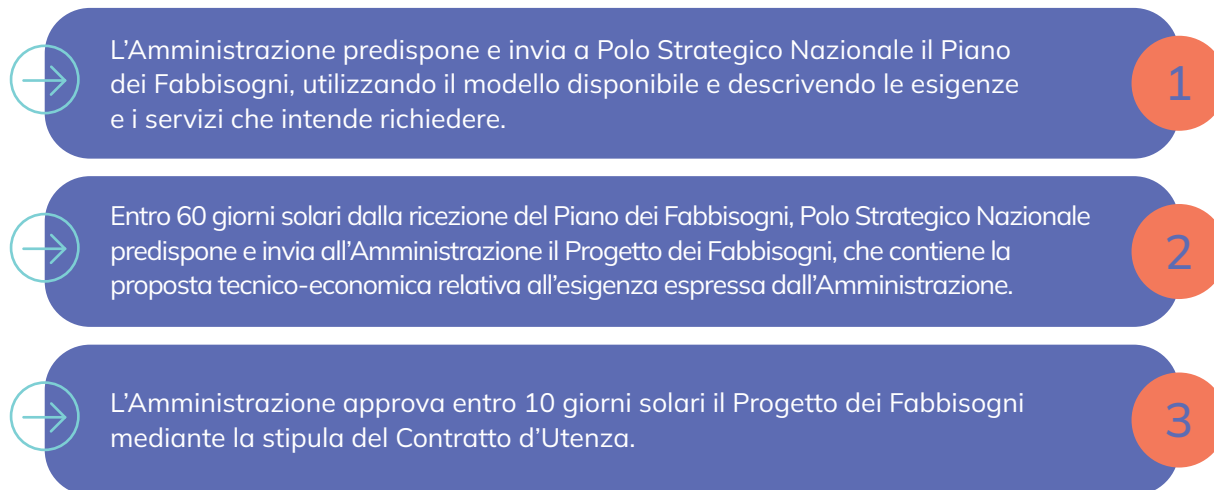 L’Amministrazione predispone e invia a Polo Strategico Nazionale il Piano
dei Fabbisogni, utilizzando il modello disponibile e descrivendo le esigenze
e i servizi che intende richiedere.
1
Entro 60 giorni solari dalla ricezione del Piano dei Fabbisogni, Polo Strategico Nazionale
predispone e invia all’Amministrazione il Progetto dei Fabbisogni, che contiene la
proposta tecnico-economica relativa all’esigenza espressa dall’Amministrazione.
2
L’Amministrazione approva entro 10 giorni solari il Progetto dei Fabbisogni
mediante la stipula del Contratto d’Utenza.
3